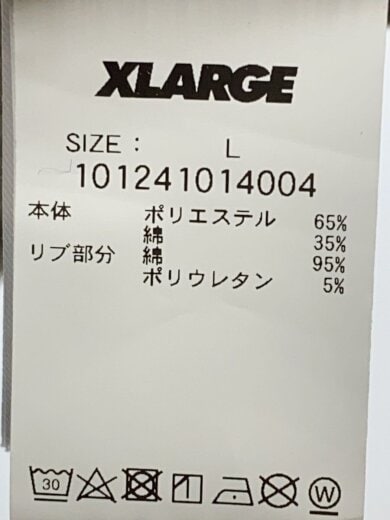 XLARGE
SIZE : L
101241014004
本体 ポリエステル 65%
綿 35%
リブ部分 綿 95%
ポリウレタン 5%
30 W